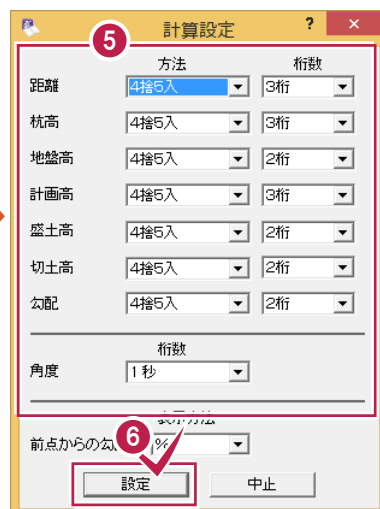 計算設定 ? ×
5
方法 桁数
距離 4捨5入 3桁
杭高 4捨5入 3桁
地盤高 4捨5入 2桁
計画高 4捨5入 3桁
盛土高 4捨5入 2桁
切土高 4捨5入 2桁
勾配 4捨5入 2桁
桁数
角度 1秒
前点からの勾 6 %
設定 中止